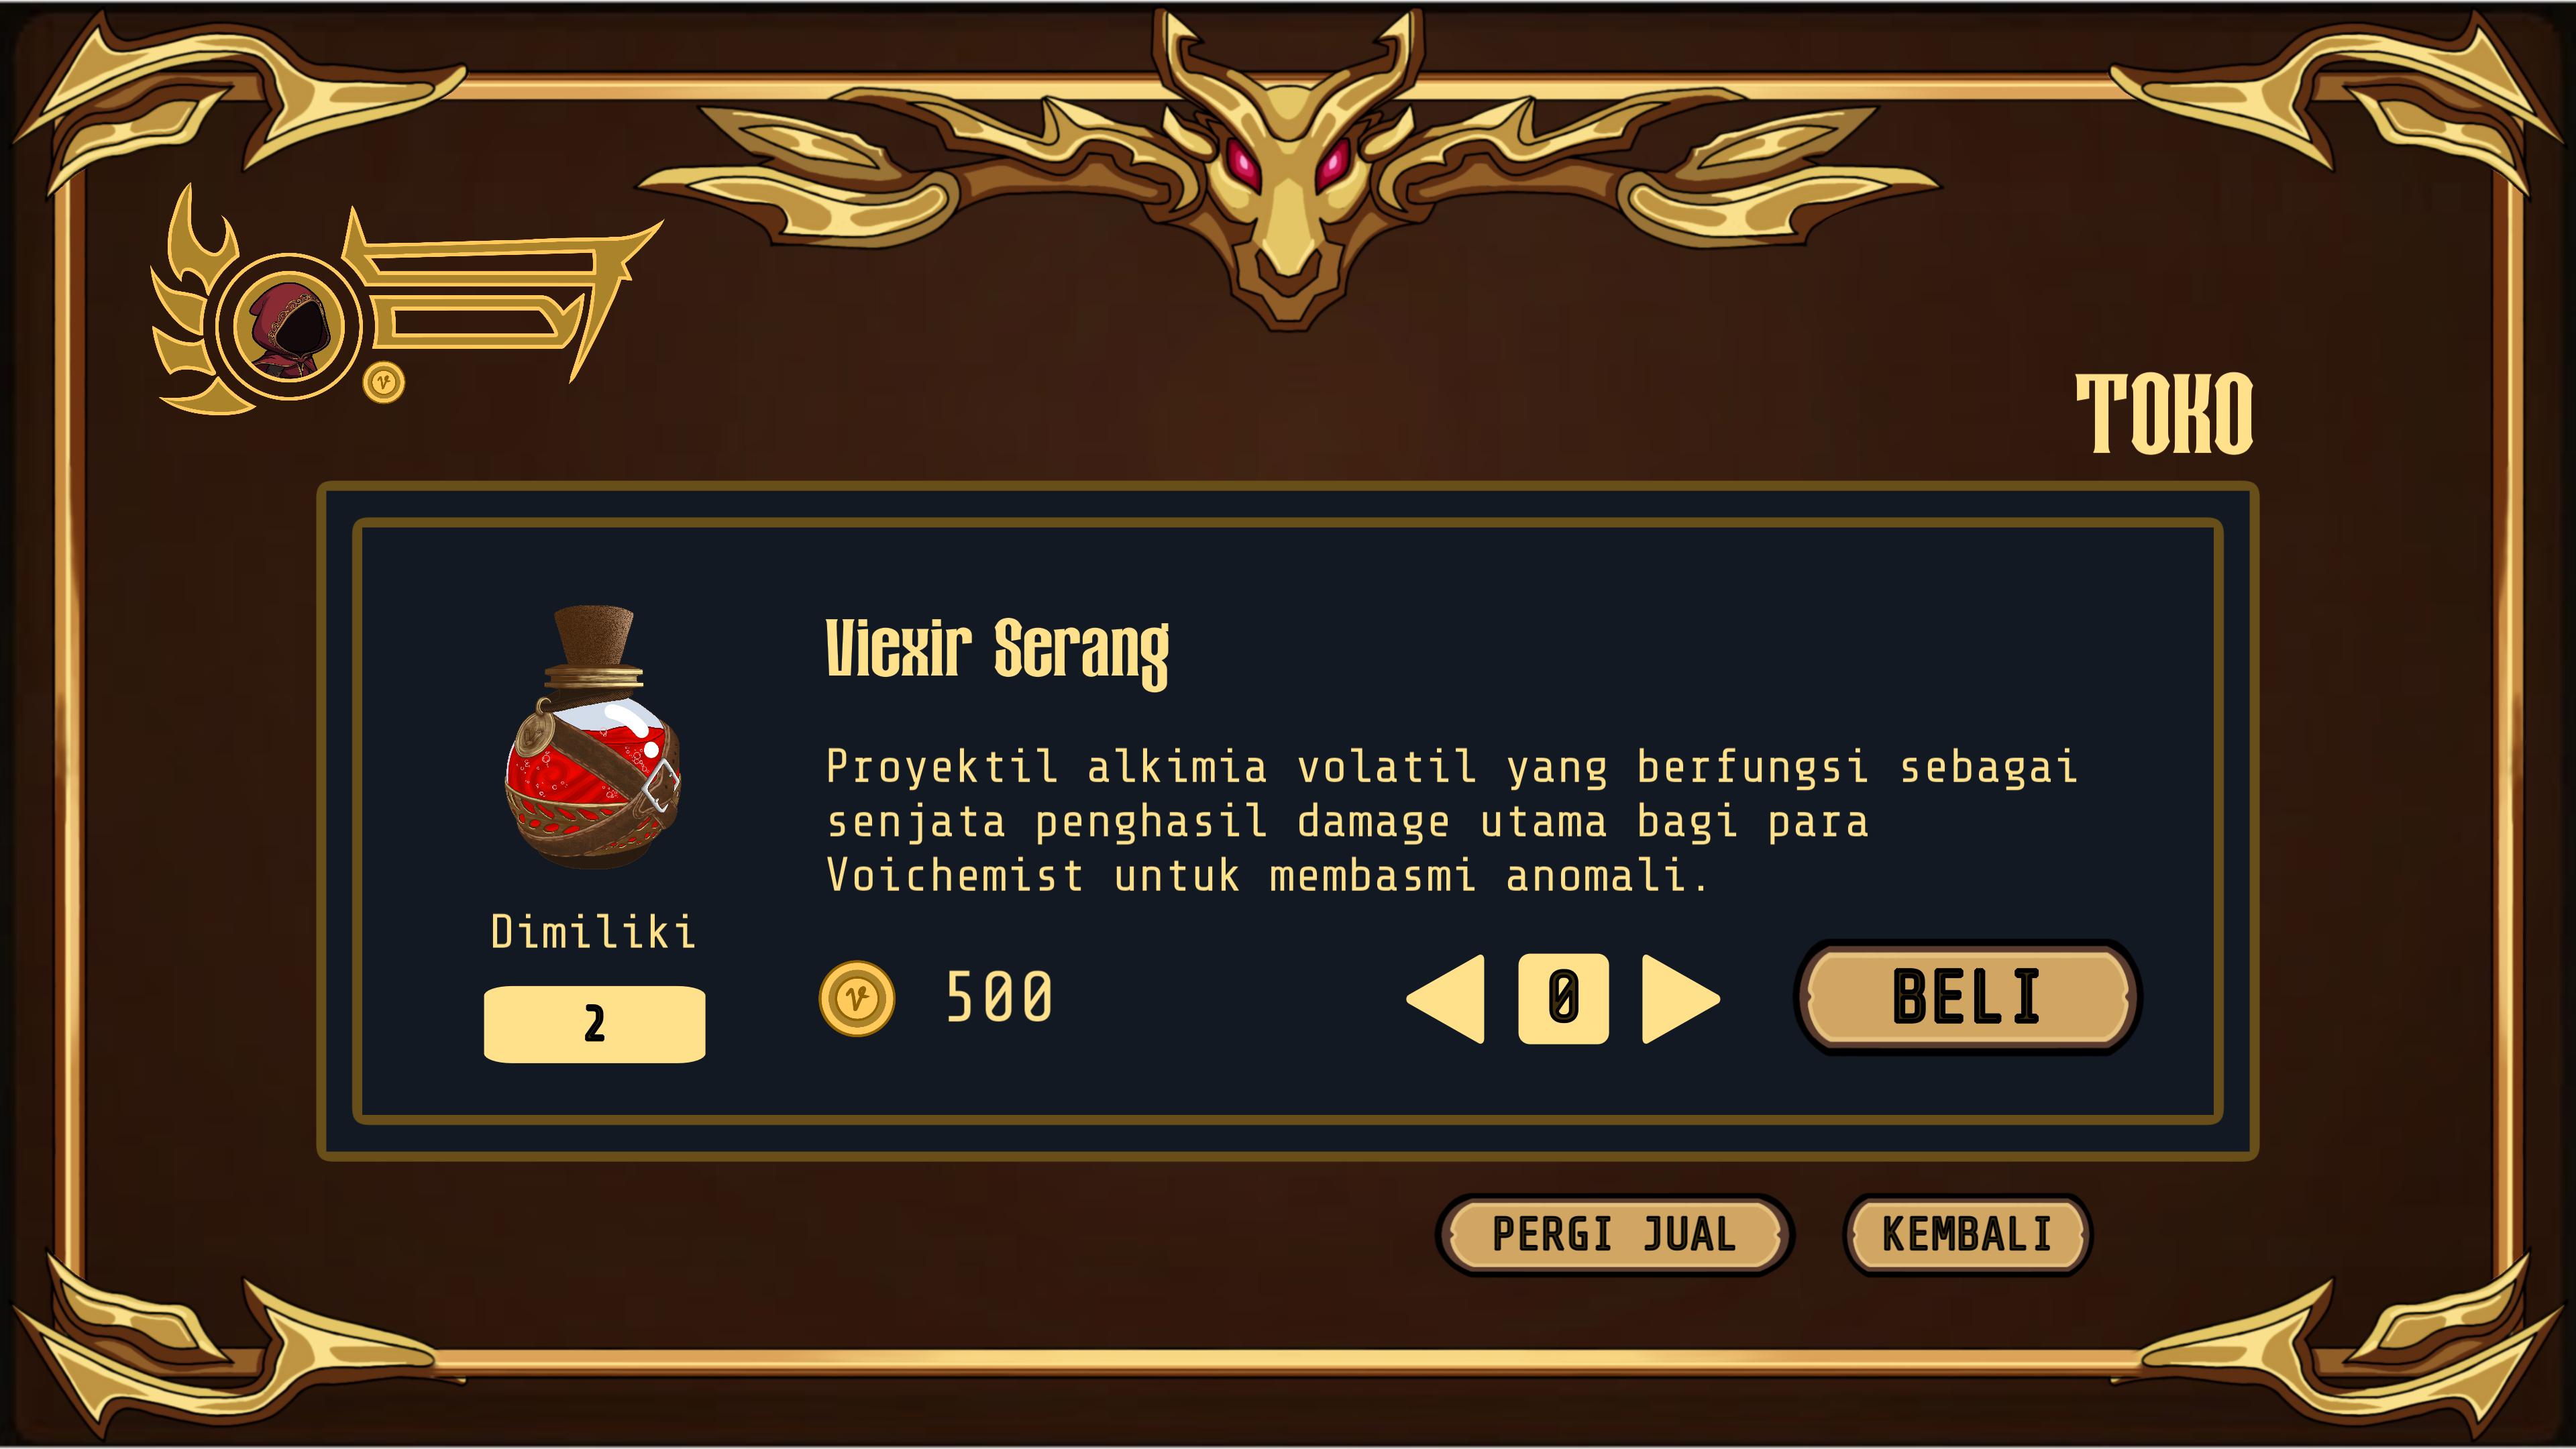 TOKO
Viexir Serang
Proyektil alkimia volatil yang berfungsi sebagai
senjata penghasil damage utama bagi para
Voichemist untuk membasmi anomali.
Dimiliki
2
500
0
BELI
PERGI JUAL
KEMBALI